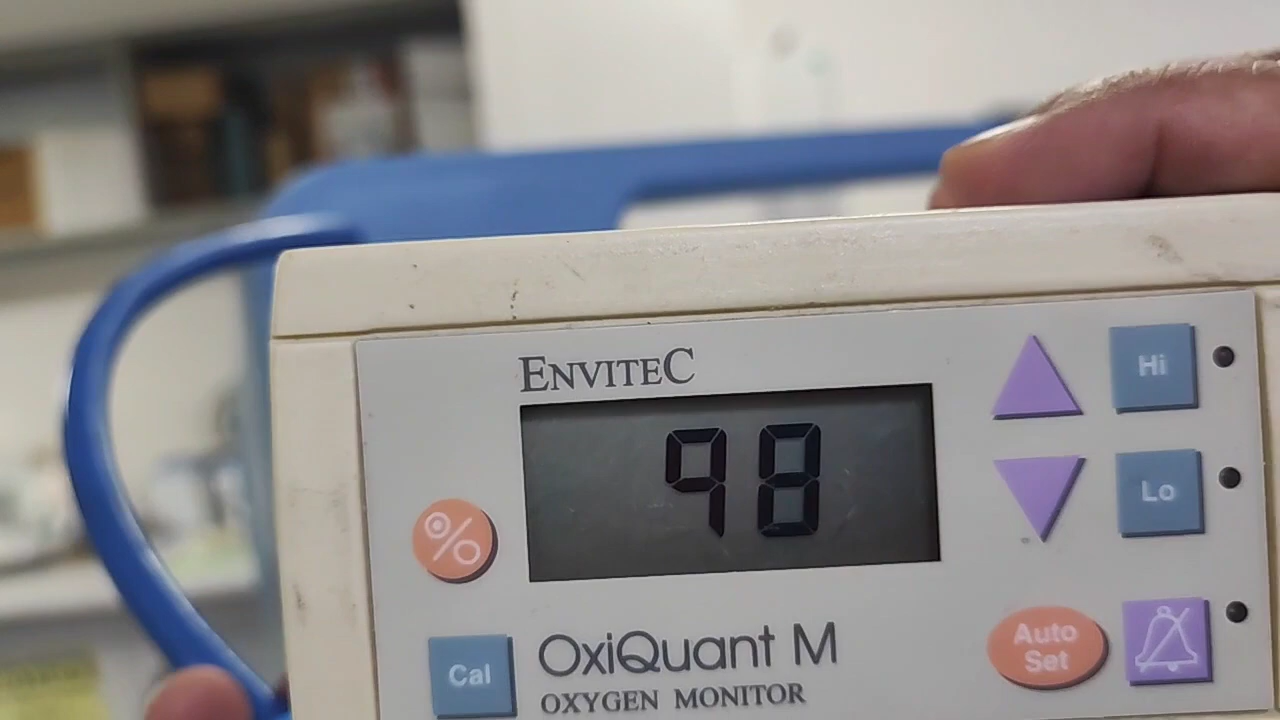 ENVITEC
98
Hi
Lo
%
Auto
Set
Cal
OxiQuant M
OXYGEN MONITOR